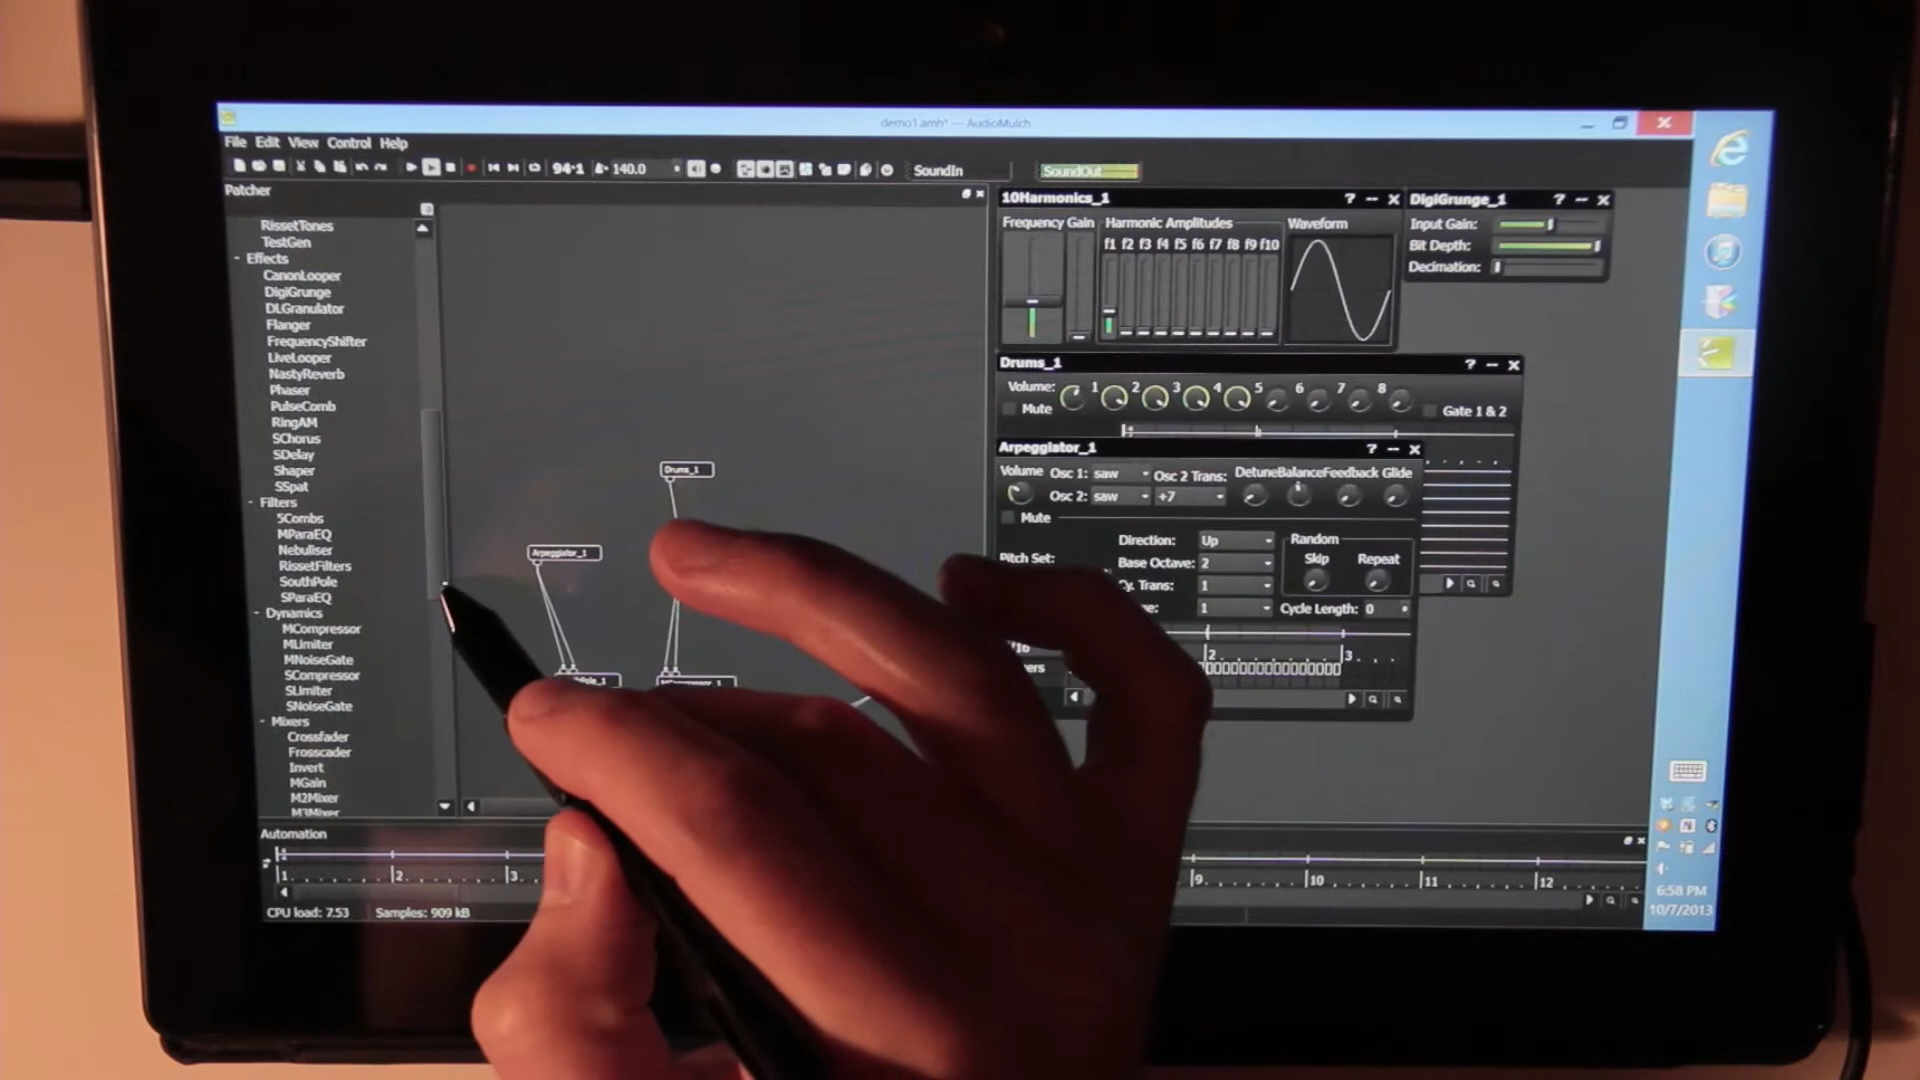 demo1.amh* — AudioMulch
File Edit View Control Help
94:1 140.0 SoundIn SoundOut
Patcher
RissetTones
TestGen
- Effects
CanonLooper
DigiGrunge
DLGranulator
Flanger
FrequencyShifter
LiveLooper
NastyReverb
Phaser
PulseComb
RingAM
SChorus
SDelay
Shaper
SSpat
- Filters
5Combs
MParaEQ
Nebuliser
RissetFilters
SouthPole
SParaEQ
- Dynamics
MCompressor
MLimiter
MNoiseGate
SCompressor
SLimiter
SNoiseGate
- Mixers
Crossfader
Frosscader
Invert
MGain
M2Mixer
M3Mixer
Drums_1
Arpeggiator_1
10Harmonics_1 ?
Frequency Gain Harmonic Amplitudes Waveform
f1 f2 f3 f4 f5 f6 f7 f8 f9 f10
DigiGrunge_1 ?
Input Gain:
Bit Depth:
Decimation:
Drums_1 ?
Volume: 1 2 3 4 5 6 7 8
Mute Gate 1 & 2
Arpeggiator_1 ?
Volume Osc 1: saw Osc 2 Trans: Detune Balance Feedback Glide
Osc 2: saw +7
Mute
Direction: Up Random
Pitch Set: Base Octave: 2 Skip Repeat
Cy. Trans: 1
1 Cycle Length: 0
2 3
Automation
1 2 3 9 10 11 12
CPU load: 7.53 Samples: 909 kB
6:58 PM
10/7/2013